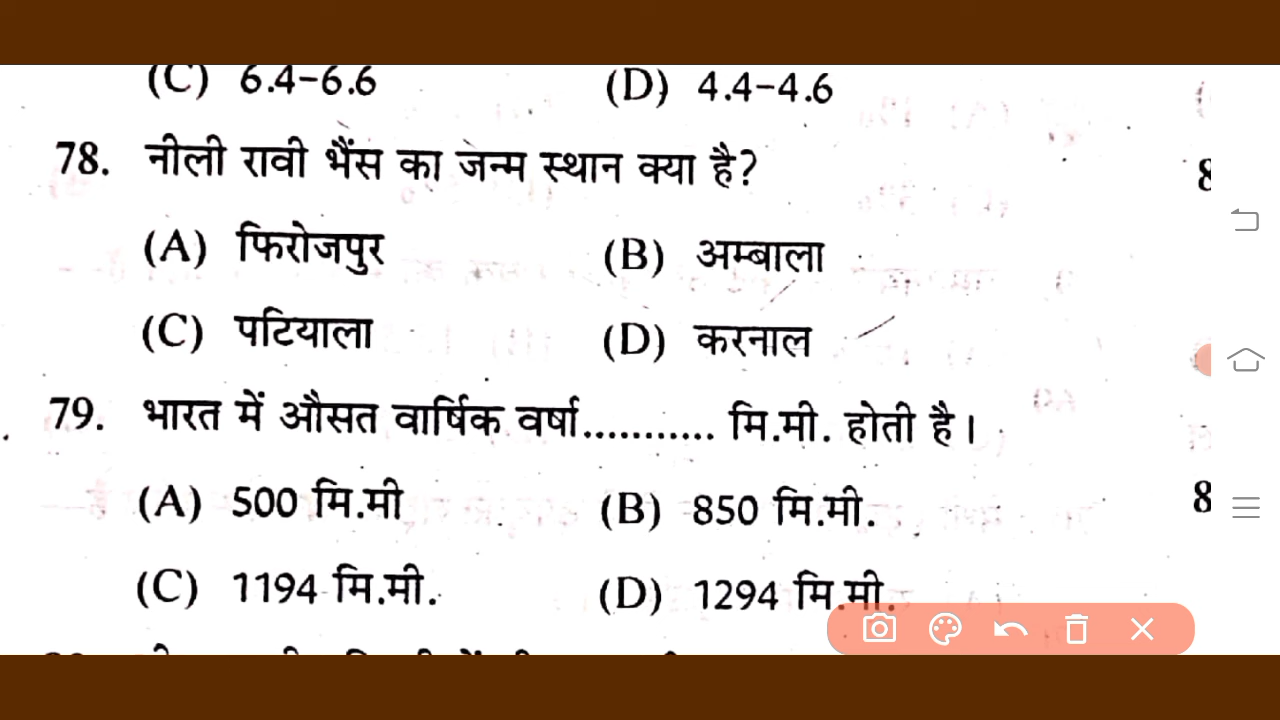 (C) 6.4-6.6 (D) 4.4-4.6
78. नीली रावी भैंस का जन्म स्थान क्या है?
(A) फिरोजपुर (B) अम्बाला
(C) पटियाला (D) करनाल
79. भारत में औसत वार्षिक वर्षा........... मि.मी. होती है।
(A) 500 मि.मी (B) 850 मि.मी.
(C) 1194 मि.मी. (D) 1294 मि.मी.